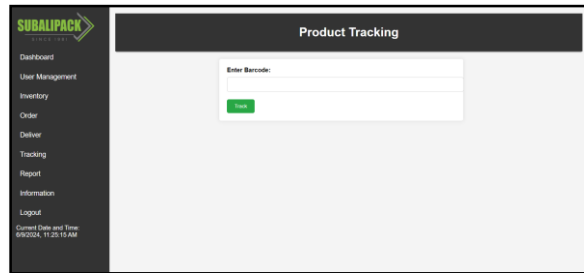 SUBALIPACK
SINCE 1981
Product Tracking
Dashboard
User Management
Inventory
Order
Deliver
Tracking
Report
Information
Logout
Current Date and Time:
6/9/2024, 11:25:15 AM
Enter Barcode:
Track